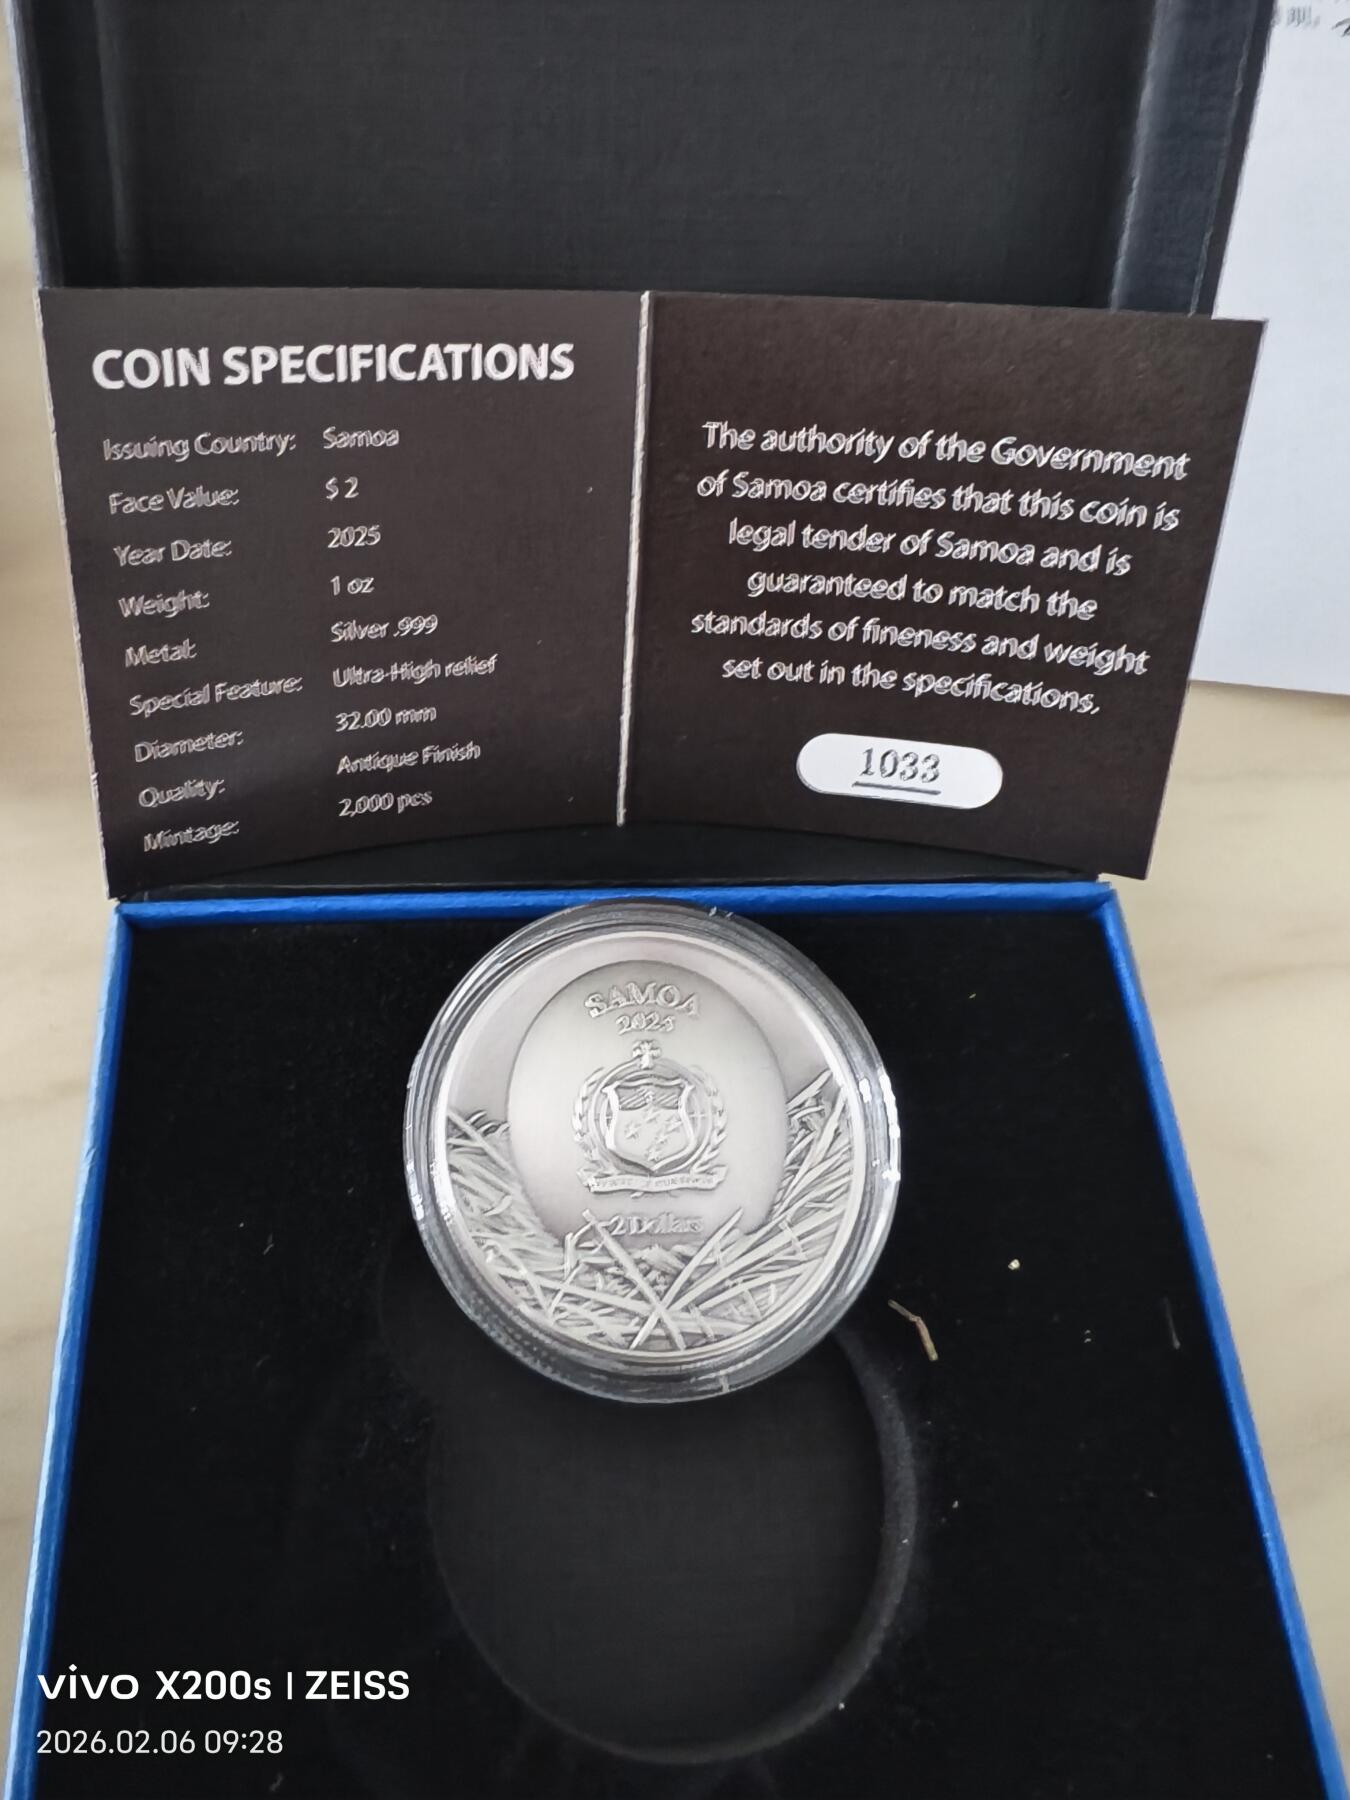 期。
COIN SPECIFICATIONS
Issuing Country: Samoa
Face Value: $ 2
Year Date: 2025
Weight: 1 oz
Metal: Silver .999
Special Feature: Ultra-High relief
Diameter: 32.00 mm
Quality: Antique Finish
Mintage: 2,000 pcs
The authority of the Government
of Samoa certifies that this coin is
legal tender of Samoa and is
guaranteed to match the
standards of fineness and weight
set out in the specifications.
1033
SAMOA
2025
2 Dollars
vivo X200s | ZEISS
2026.02.06 09:28